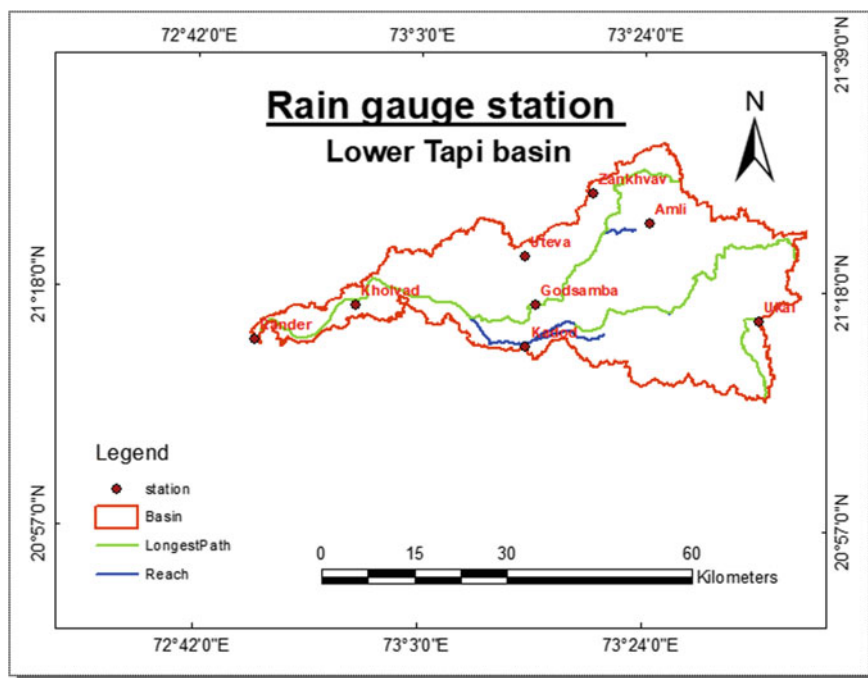 72°42'0"E 73°3'0"E 73°24'0"E
21°39'0"N
Rain gauge station
Lower Tapi basin
N
Zankhvav
Amli
Uteva
21°18'0"N
21°18'0"N
Kholvad
Godsamba
Ukai
Kadod
Legend
station
Basin
LongestPath
Reach
20°57'0"N
20°57'0"N
0 15 30 60
Kilometers
72°42'0"E 73°3'0"E 73°24'0"E